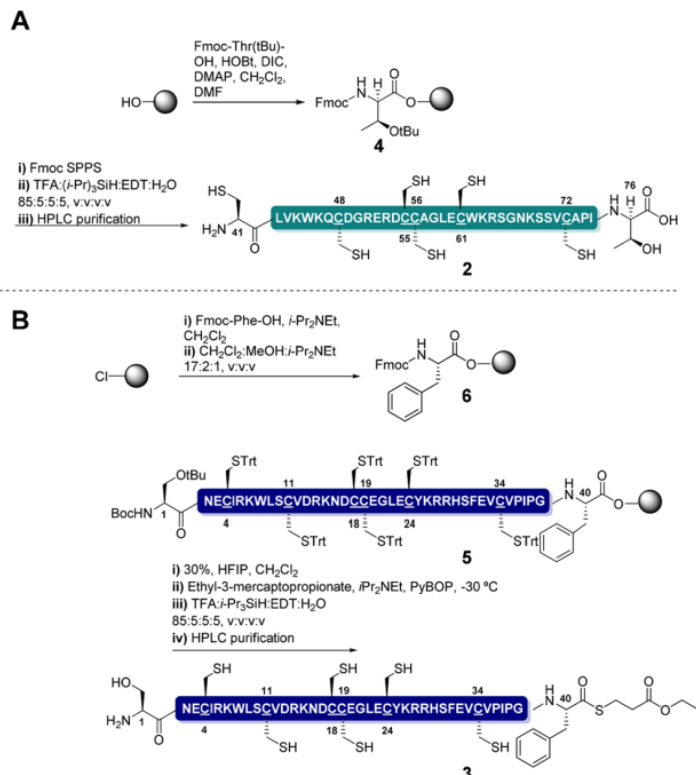 A
Fmoc-Thr(tBu)-
OH, HOBt, DIC,
DMAP, CH2Cl2,
DMF
HO
Fmoc
N
H
H
O
O
OtBu
4
i) Fmoc SPPS
ii) TFA:(i-Pr)3SiH:EDT:H2O
85:5:5:5, v:v:v:v
iii) HPLC purification
HS
H2N
41
O
SH
SH
48
56
72
LVKWKQCDGRERDCCAGLECWKRSGNKSSVCAPI
SH
55
SH
61
SH
H
N
76
H
O
OH
OH
2
B
i) Fmoc-Phe-OH, i-Pr2NEt,
CH2Cl2
ii) CH2Cl2:MeOH:i-Pr2NEt
17:2:1, v:v:v
Cl
Fmoc
H
N
O
O
6
OtBu
BocHN
1
O
STrt
STrt
STrt
11
19
34
NECIRKWLSCVDRKNDCCEGLECYKRRHSFEVCVPIPG
4
STrt
18
STrt
24
STrt
H
N
40
O
O
5
i) 30%, HFIP, CH2Cl2
ii) Ethyl-3-mercaptopropionate, iPr2NEt, PyBOP, -30 ºC
iii) TFA:i-Pr3SiH:EDT:H2O
85:5:5:5, v:v:v:v
iv) HPLC purification
HO
H2N
1
O
SH
SH
SH
11
19
34
NECIRKWLSCVDRKNDCCEGLECYKRRHSFEVCVPIPG
4
SH
18
SH
24
SH
H
N
40
O
S
O
O
3